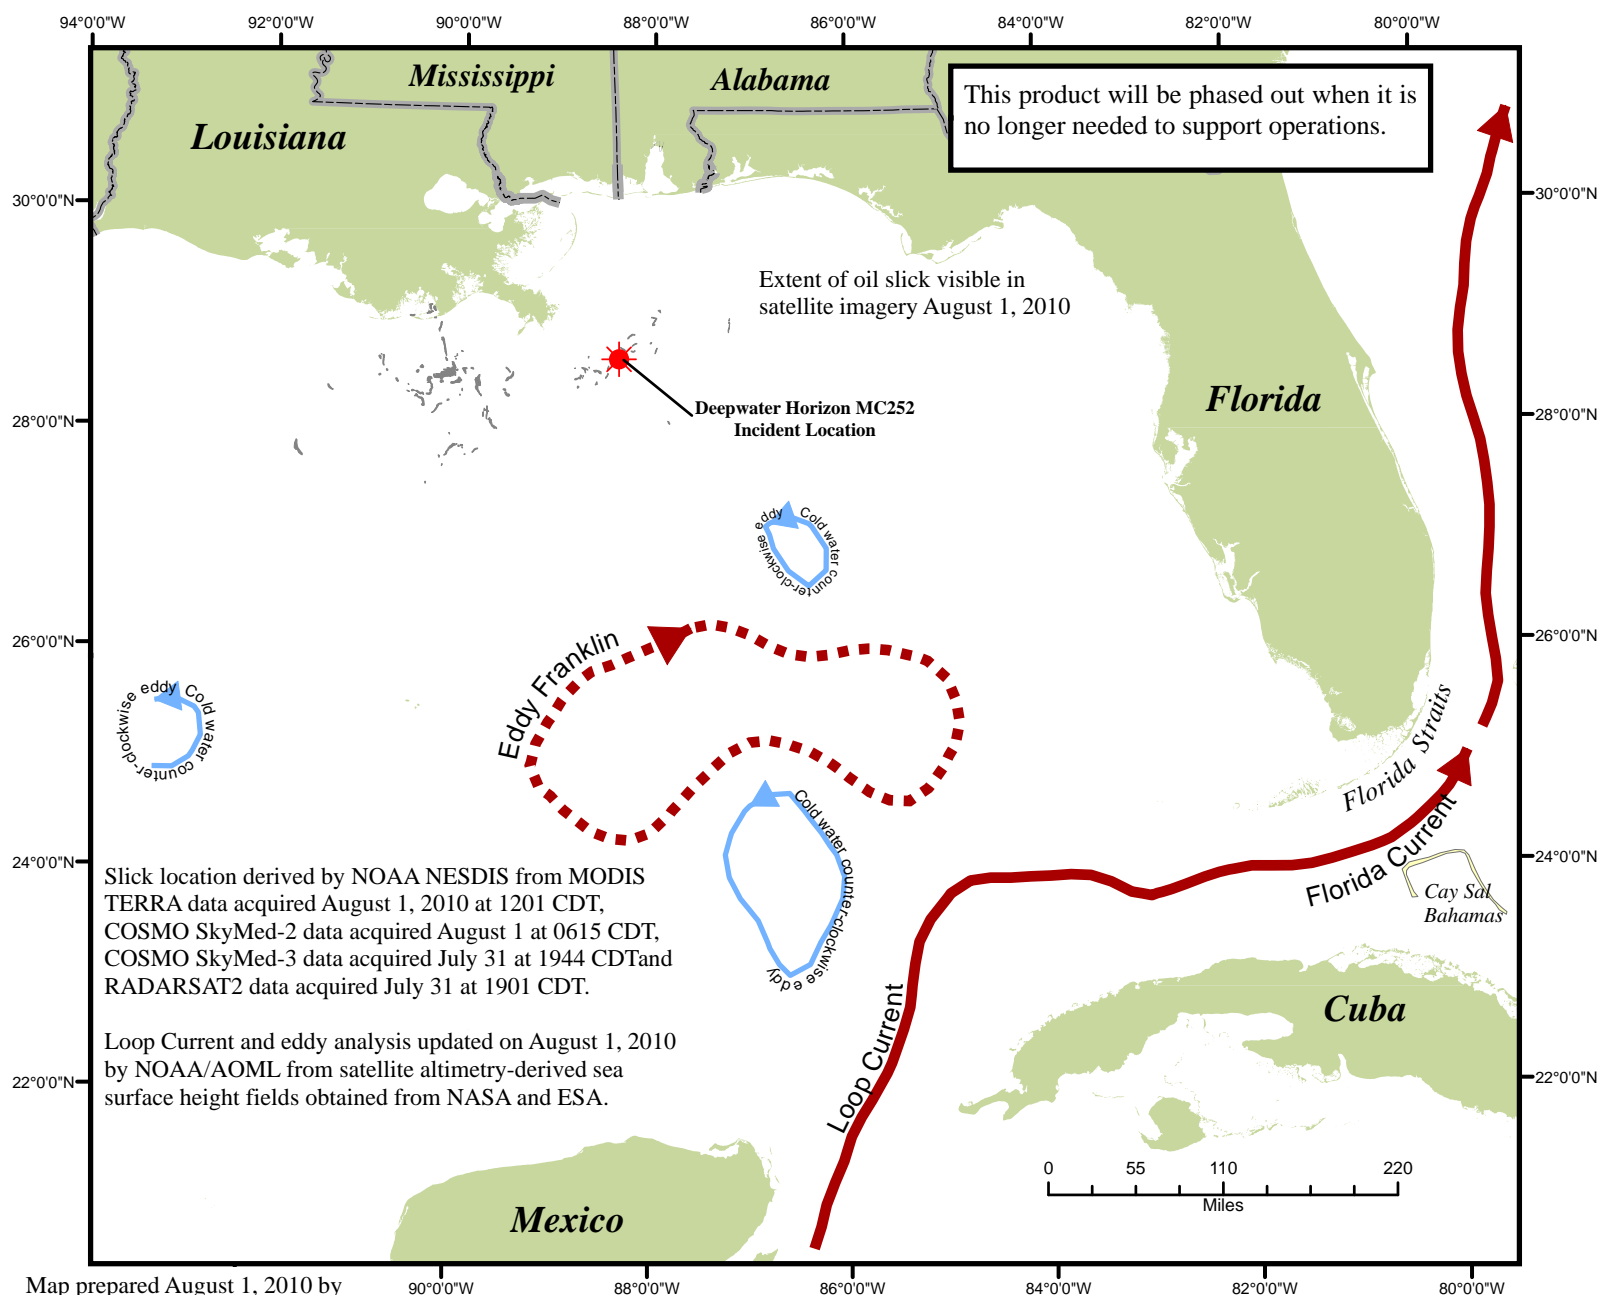 94°0'0"W 92°0'0"W 90°0'0"W 88°0'0"W 86°0'0"W 84°0'0"W 82°0'0"W 80°0'0"W
Mississippi
Alabama
Louisiana
This product will be phased out when it is
no longer needed to support operations.
30°0'0"N
30°0'0"N
Extent of oil slick visible in
satellite imagery August 1, 2010
Florida
Deepwater Horizon MC252
Incident Location
28°0'0"N
28°0'0"N
Cold water counter-clockwise eddy
26°0'0"N
26°0'0"N
Eddy Franklin
Cold water counter-clockwise eddy
Florida Straits
Cold water counter-clockwise eddy
24°0'0"N
24°0'0"N
Florida Current
Cay Sal
Bahamas
Slick location derived by NOAA NESDIS from MODIS
TERRA data acquired August 1, 2010 at 1201 CDT,
COSMO SkyMed-2 data acquired August 1 at 0615 CDT,
COSMO SkyMed-3 data acquired July 31 at 1944 CDTand
RADARSAT2 data acquired July 31 at 1901 CDT.
Loop Current
Cuba
Loop Current and eddy analysis updated on August 1, 2010
by NOAA/AOML from satellite altimetry-derived sea
surface height fields obtained from NASA and ESA.
22°0'0"N
22°0'0"N
0 55 110 220
Miles
Mexico
Map prepared August 1, 2010 by
90°0'0"W 88°0'0"W 86°0'0"W 84°0'0"W 82°0'0"W 80°0'0"W